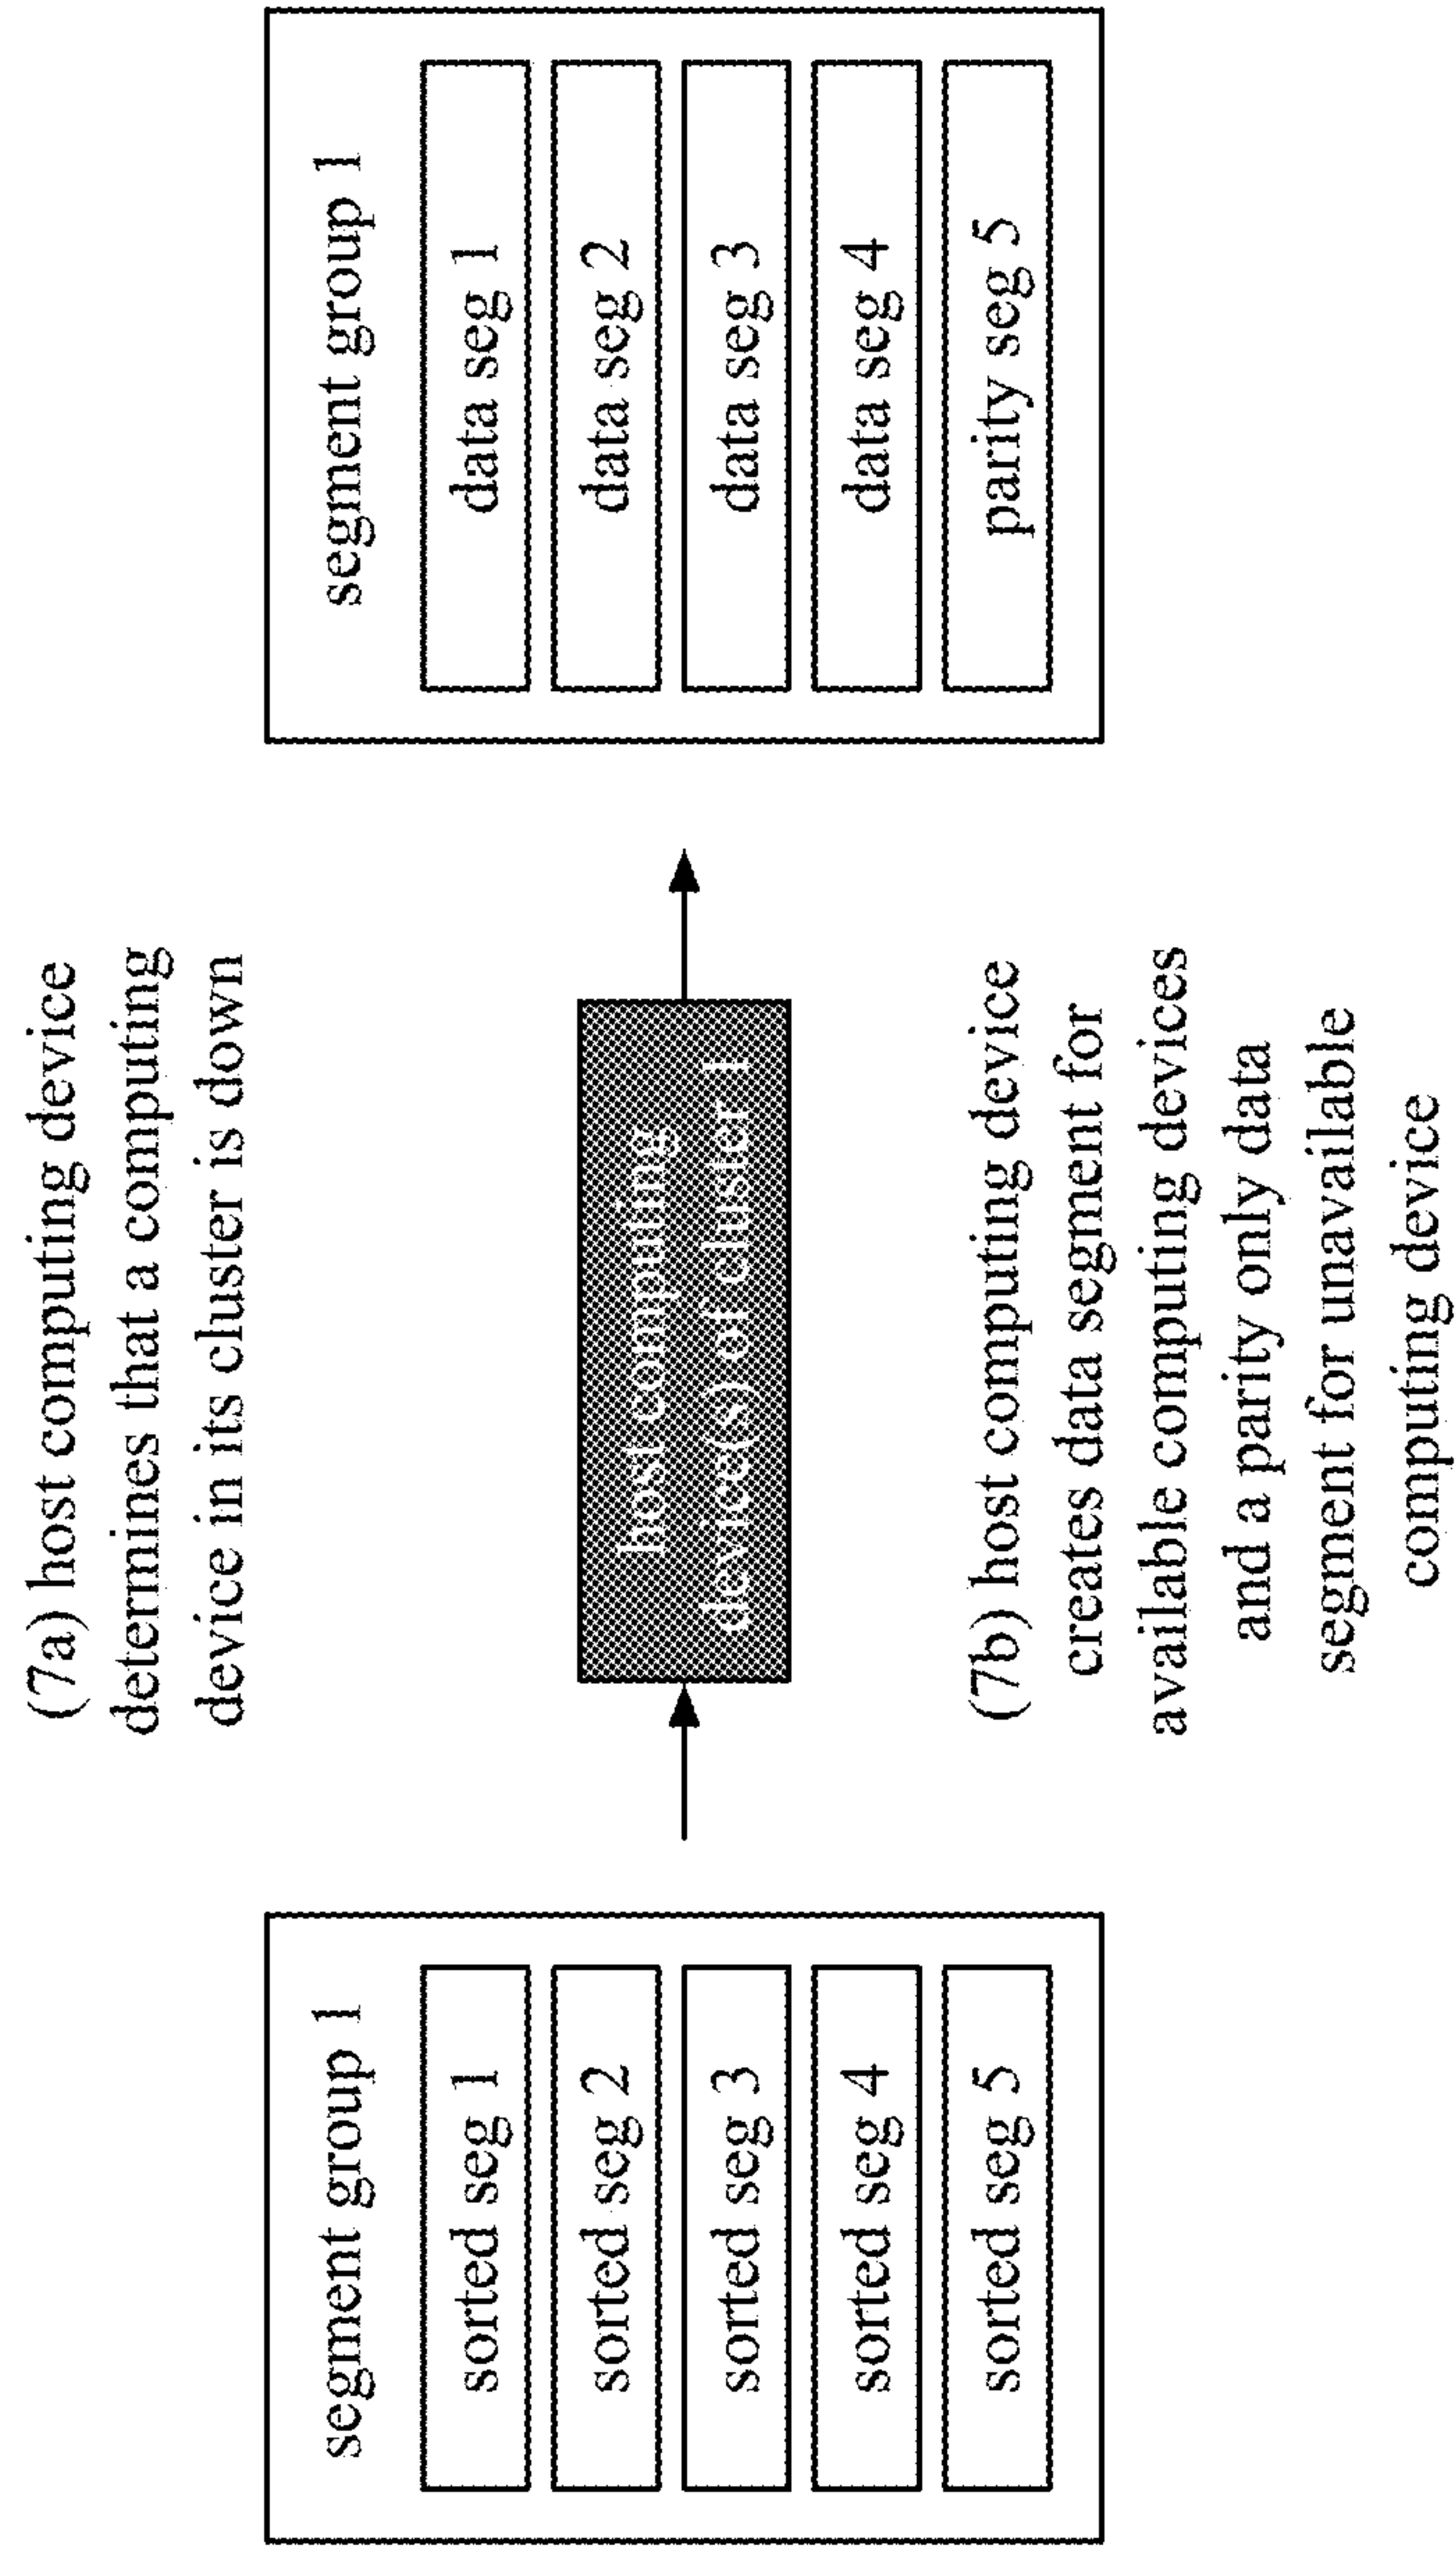 segment group 1
sorted seg 1
sorted seg 2
sorted seg 3
sorted seg 4
sorted seg 5
(7a) host computing device
determines that a computing
device in its cluster is down
host computing
device(s) of cluster 1
(7b) host computing device
creates data segment for
available computing devices
and a parity only data
segment for unavailable
computing device
segment group 1
data seg 1
data seg 2
data seg 3
data seg 4
parity seg 5